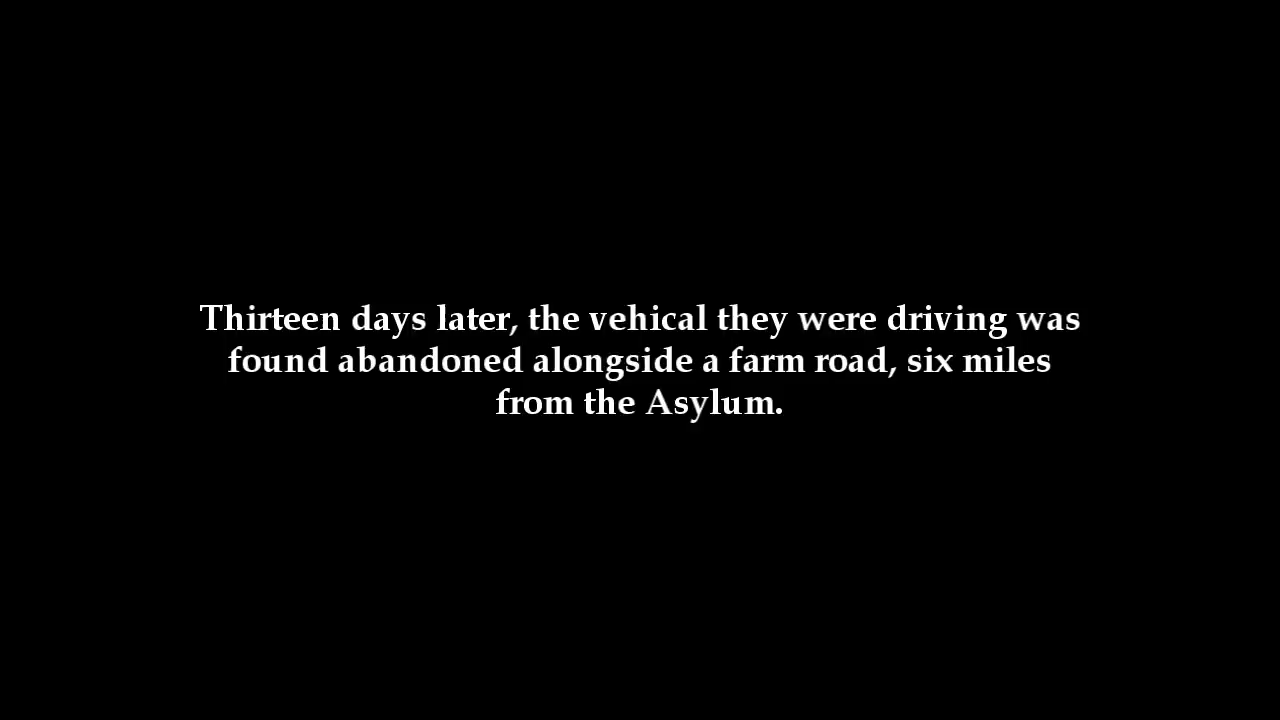 Thirteen days later, the vehical they were driving was
found abandoned alongside a farm road, six miles
from the Asylum.